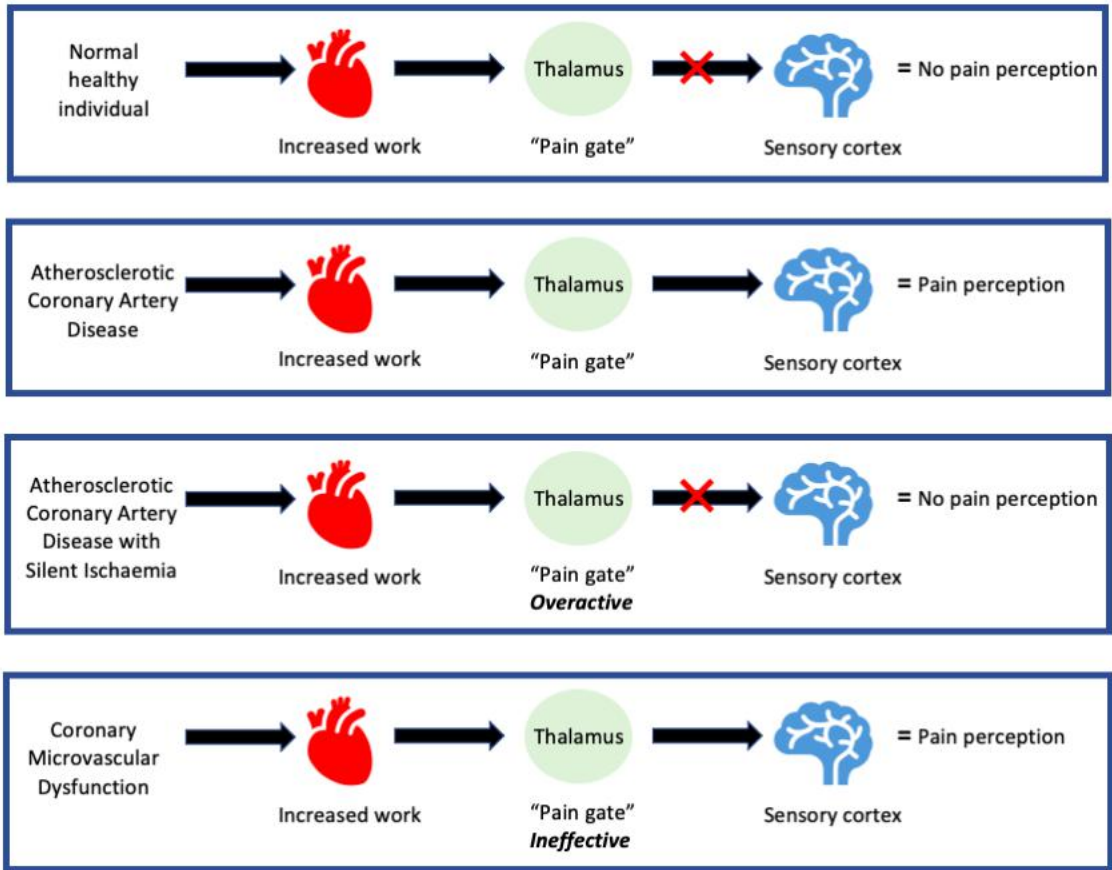 Normal
healthy
individual
Increased work
Thalamus
“Pain gate”
Sensory cortex
= No pain perception
Atherosclerotic
Coronary Artery
Disease
Increased work
Thalamus
“Pain gate”
Sensory cortex
= Pain perception
Atherosclerotic
Coronary Artery
Disease with
Silent Ischaemia
Increased work
Thalamus
“Pain gate”
Overactive
Sensory cortex
= No pain perception
Coronary
Microvascular
Dysfunction
Increased work
Thalamus
“Pain gate”
Ineffective
Sensory cortex
= Pain perception